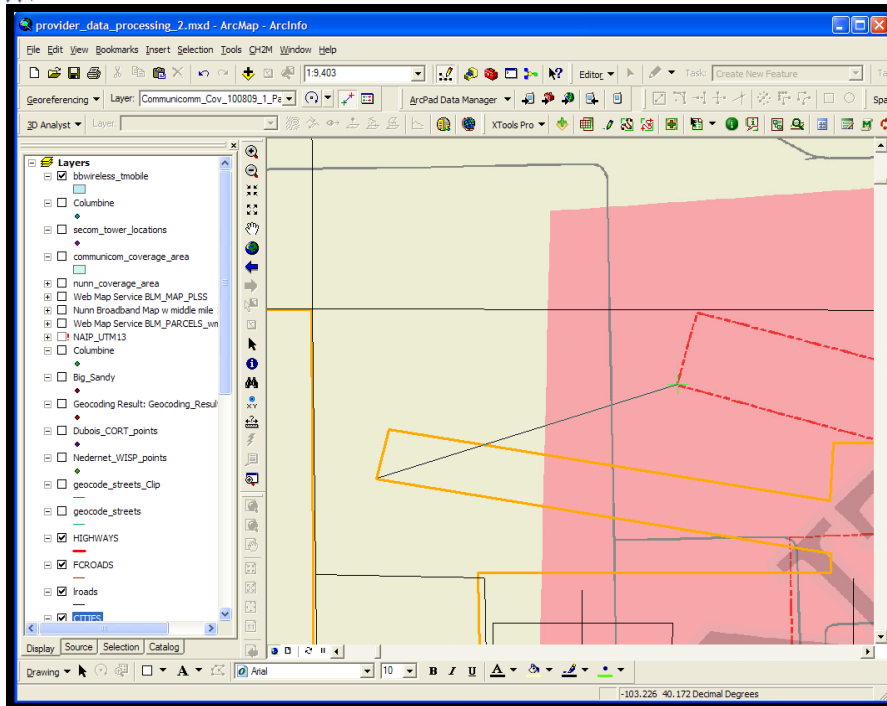 provider_data_processing_2.mxd - ArcMap - ArcInfo
File Edit View Bookmarks Insert Selection Tools CH2M Window Help
1:9,403 Editor Task: Create New Feature Ta
Georeferencing Layer: Communicomm_Cov_100809_1_Pa ArcPad Data Manager Spa
3D Analyst Layer: XTools Pro
Layers
bbwireless_tmobile
Columbine
secom_tower_locations
communicom_coverage_area
nunn_coverage_area
Web Map Service BLM_MAP_PLSS
Nunn Broadband Map w middle mile
Web Map Service BLM_PARCELS_wm
NAIP_UTM13
Columbine
Big_Sandy
Geocoding Result: Geocoding_Resul
Dubois_CORT_points
Nedernet_WISP_points
geocode_streets_Clip
geocode_streets
HIGHWAYS
FCROADS
lroads
CITIES
Display Source Selection Catalog
Drawing A Arial 10 B I U A
-103.226 40.172 Decimal Degrees